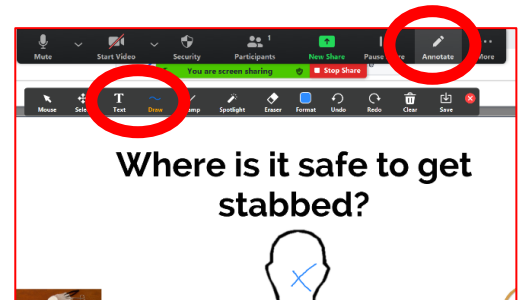 1
Mute Start Video Security Participants New Share Pause Share Annotate More
You are screen sharing Stop Share
Mouse Text Draw Spotlight Eraser Format Undo Redo Clear Save
Where is it safe to get
stabbed?